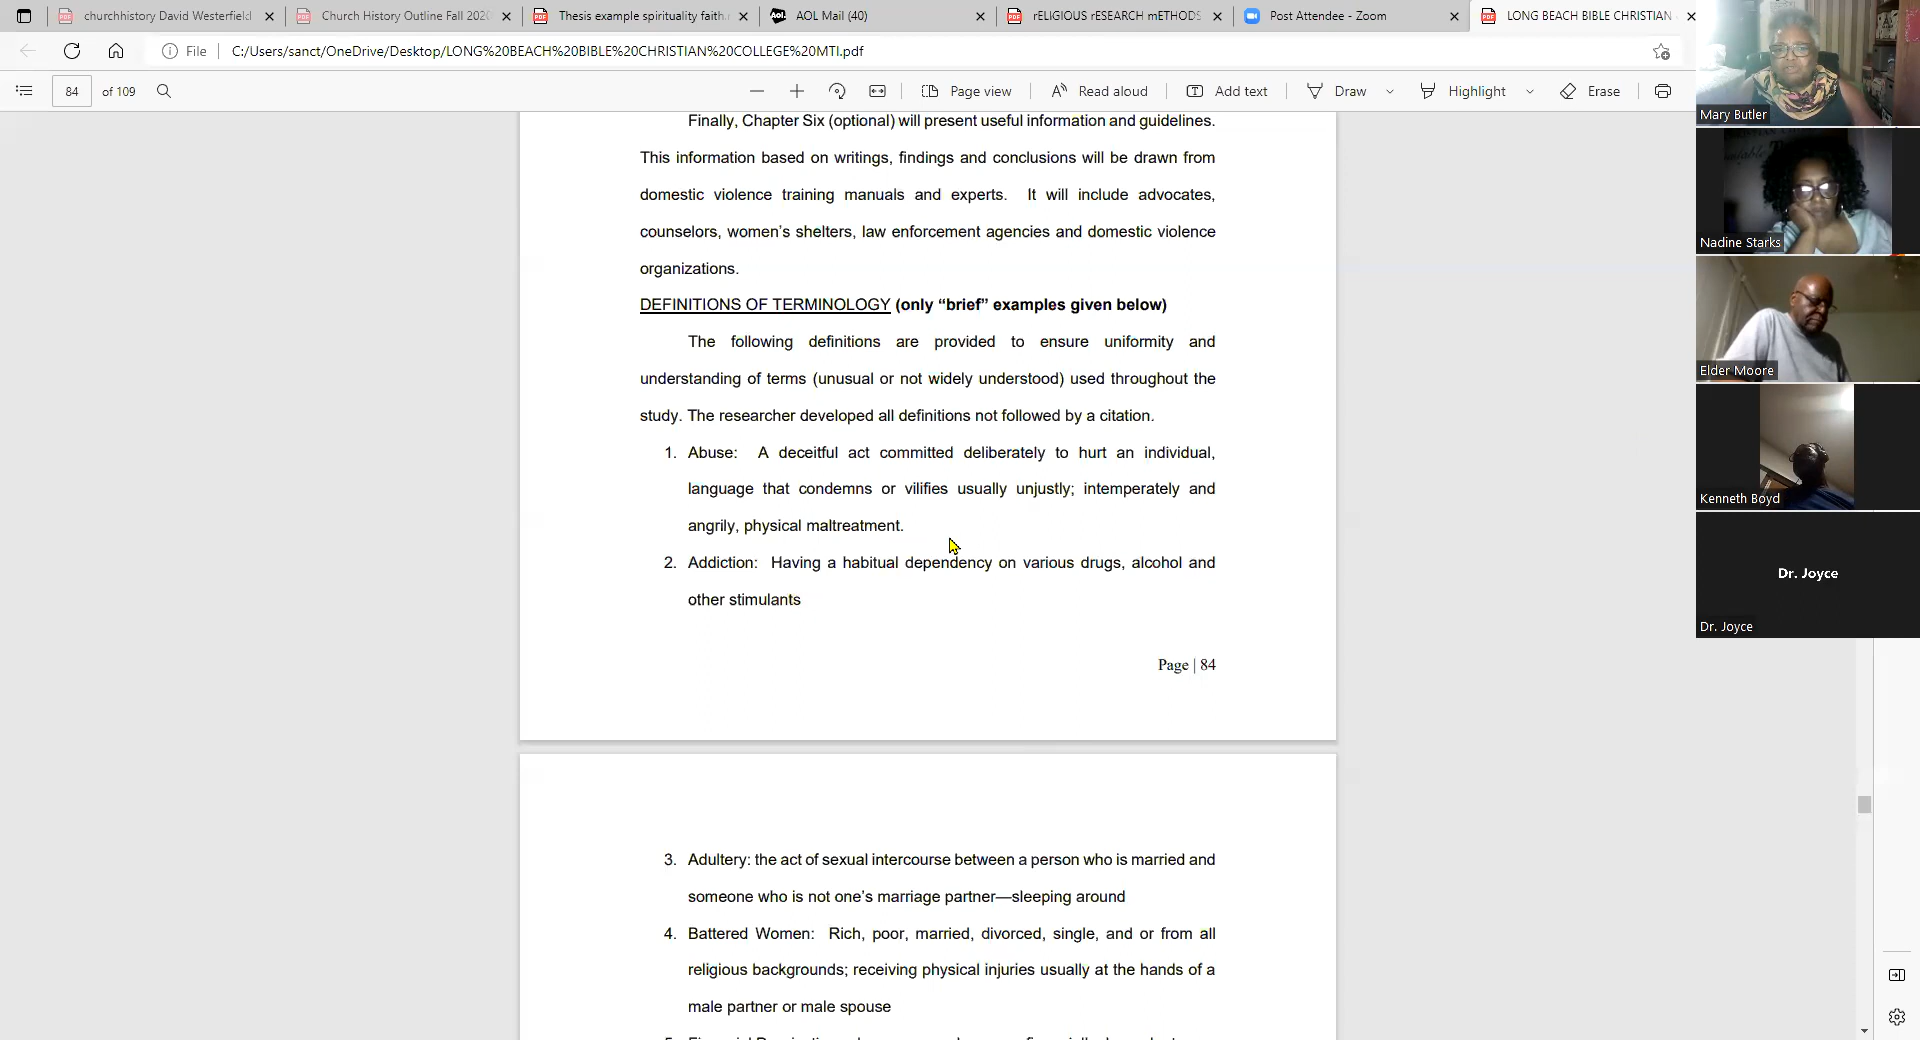 churchhistory David Westerfield
Church History Outline Fall 2020
Thesis example spirituality faith.
AOL Mail (40)
rELIGIOUS rESEARCH mETHODS
Post Attendee - Zoom
LONG BEACH BIBLE CHRISTIAN
File
C:/Users/sanct/OneDrive/Desktop/LONG%20BEACH%20BIBLE%20CHRISTIAN%20COLLEGE%20MTI.pdf
84 of 109
Page view
Read aloud
Add text
Draw
Highlight
Erase
Finally, Chapter Six (optional) will present useful information and guidelines.
This information based on writings, findings and conclusions will be drawn from
domestic violence training manuals and experts. It will include advocates,
counselors, women's shelters, law enforcement agencies and domestic violence
organizations.
DEFINITIONS OF TERMINOLOGY (only “brief” examples given below)
The following definitions are provided to ensure uniformity and
understanding of terms (unusual or not widely understood) used throughout the
study. The researcher developed all definitions not followed by a citation.
1. Abuse: A deceitful act committed deliberately to hurt an individual,
language that condemns or vilifies usually unjustly; intemperately and
angrily, physical maltreatment.
2. Addiction: Having a habitual dependency on various drugs, alcohol and
other stimulants
Page | 84
3. Adultery: the act of sexual intercourse between a person who is married and
someone who is not one's marriage partner—sleeping around
4. Battered Women: Rich, poor, married, divorced, single, and or from all
religious backgrounds; receiving physical injuries usually at the hands of a
male partner or male spouse
Mary Butler
Nadine Starks
Elder Moore
Kenneth Boyd
Dr. Joyce
Dr. Joyce